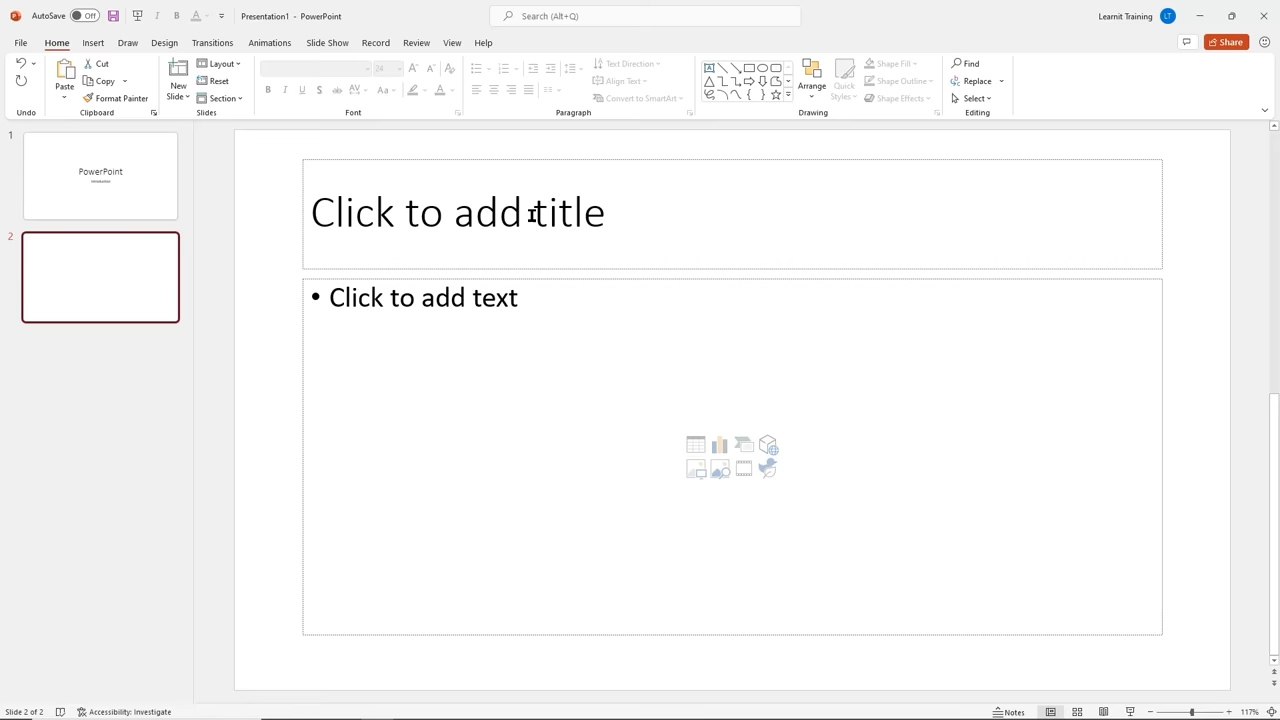 AutoSave Off
Presentation1 - PowerPoint
Search (Alt+Q)
Learnit Training LT
File Home Insert Draw Design Transitions Animations Slide Show Record Review View Help
Share
Undo
Paste
Cut
Copy
Format Painter
Clipboard
New Slide
Layout
Reset
Section
Slides
24
Font
Text Direction
Align Text
Convert to SmartArt
Paragraph
Arrange
Quick Styles
Shape Fill
Shape Outline
Shape Effects
Drawing
Find
Replace
Select
Editing
1
PowerPoint
Introduction
2
Click to add title
• Click to add text
Slide 2 of 2
Accessibility: Investigate
Notes
117%